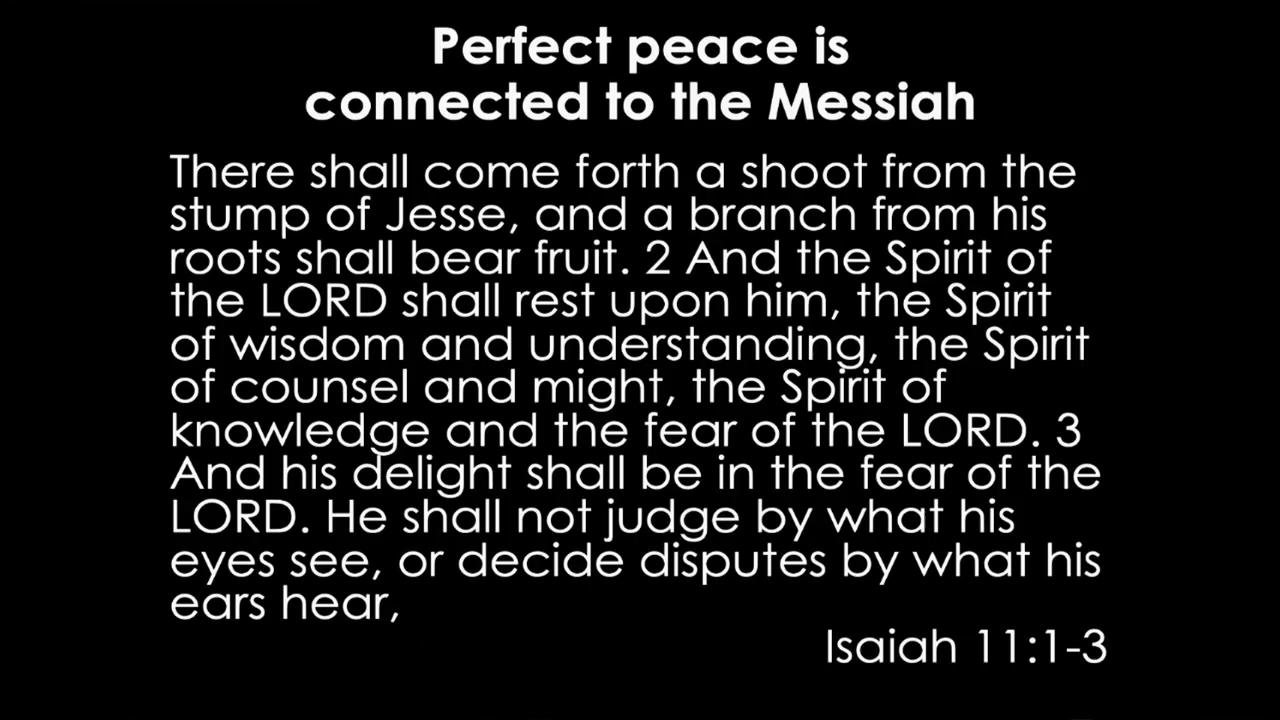 Perfect peace is
connected to the Messiah
There shall come forth a shoot from the
stump of Jesse, and a branch from his
roots shall bear fruit. 2 And the Spirit of
the LORD shall rest upon him, the Spirit
of wisdom and understanding, the Spirit
of counsel and might, the Spirit of
knowledge and the fear of the LORD. 3
And his delight shall be in the fear of the
LORD. He shall not judge by what his
eyes see, or decide disputes by what his
ears hear,
Isaiah 11:1-3